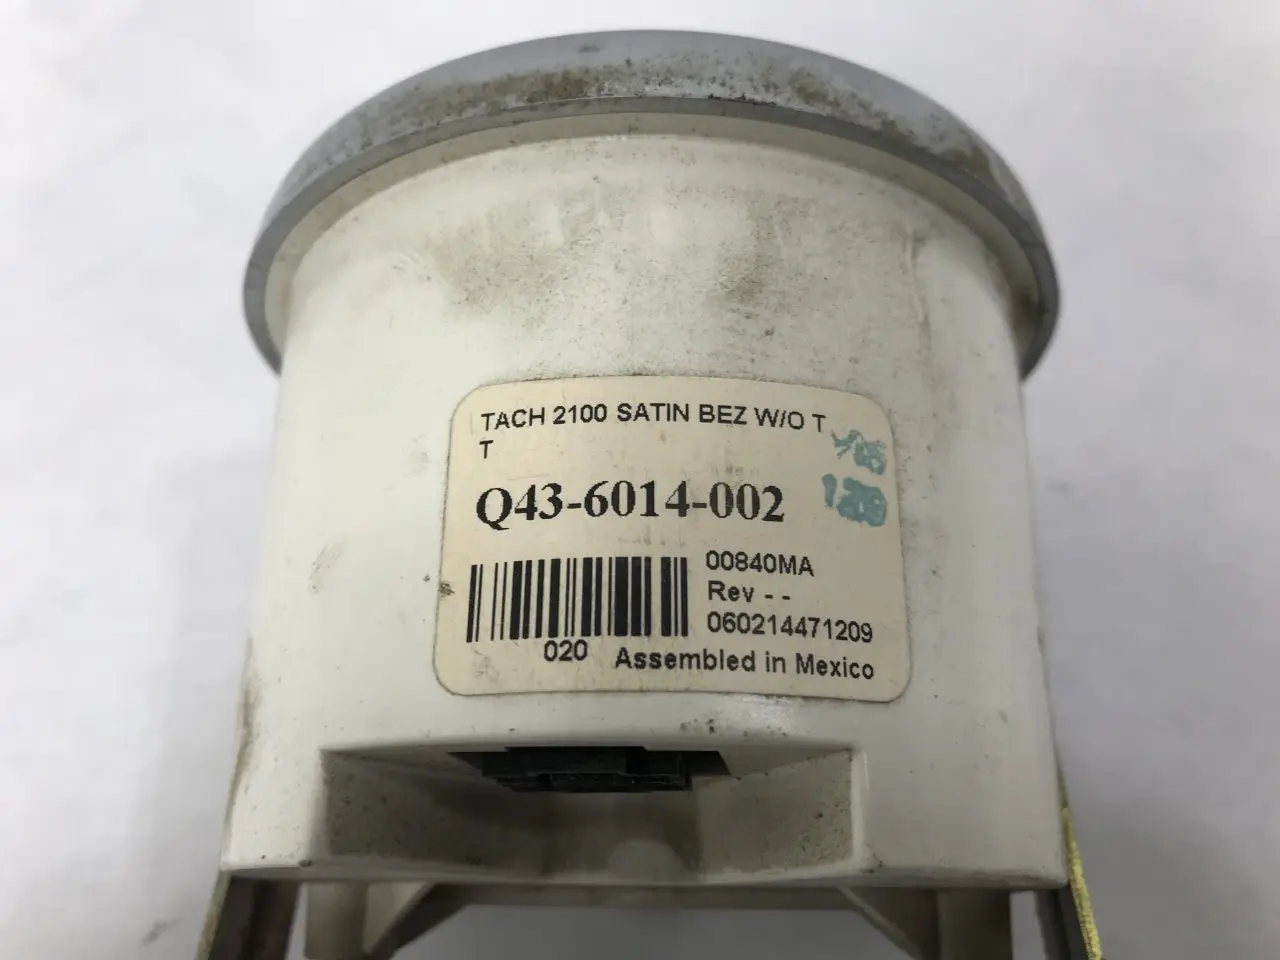 TACH 2100 SATIN BEZ W/O T
T
Q43-6014-002
00840MA
Rev - -
060214471209
020
Assembled in Mexico